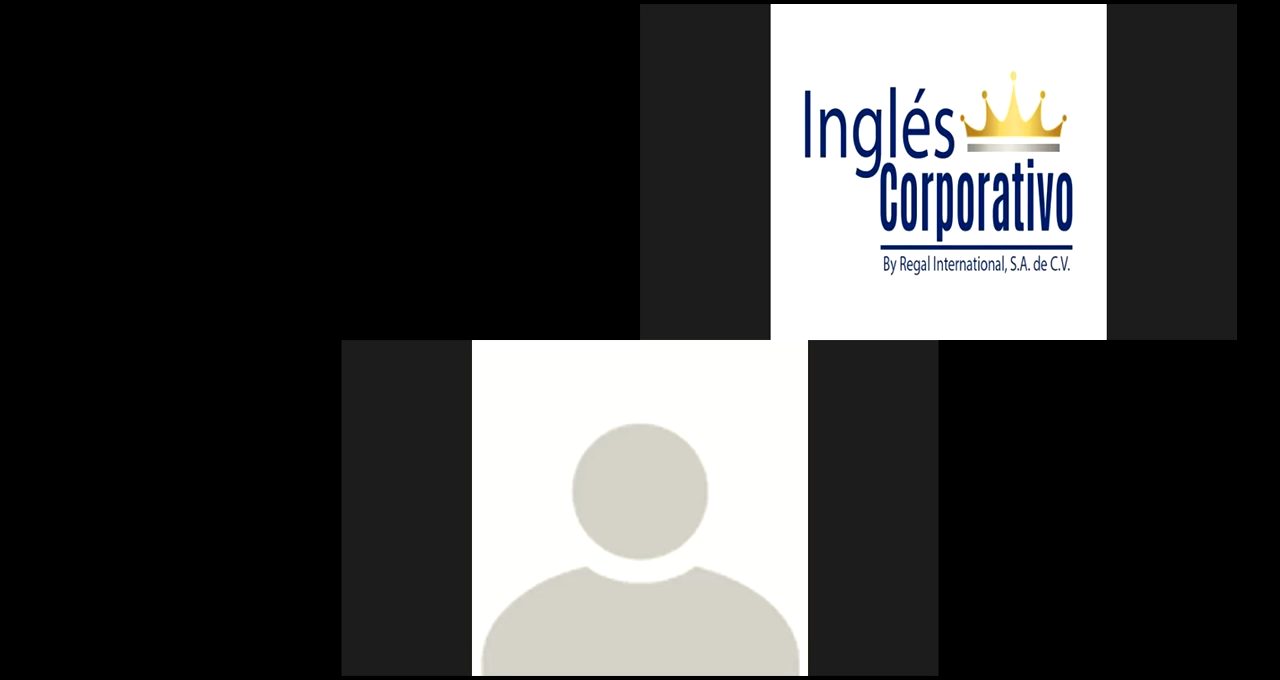 Inglés
Corporativo
By Regal International, S.A. de C.V.